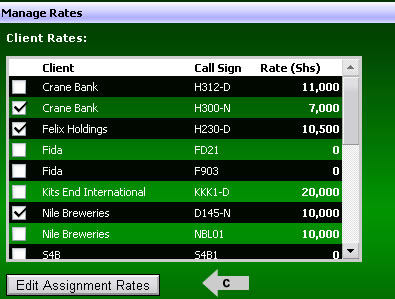 Manage Rates
Client Rates:
Client Call Sign Rate (Shs)
Crane Bank H312-D 11,000
Crane Bank H300-N 7,000
Felix Holdings H230-D 10,500
Fida FD21 0
Fida F903 0
Kits End International KKK1-D 20,000
Nile Breweries D145-N 10,000
Nile Breweries NBL01 10,000
S4B S4B1 0
Edit Assignment Rates C